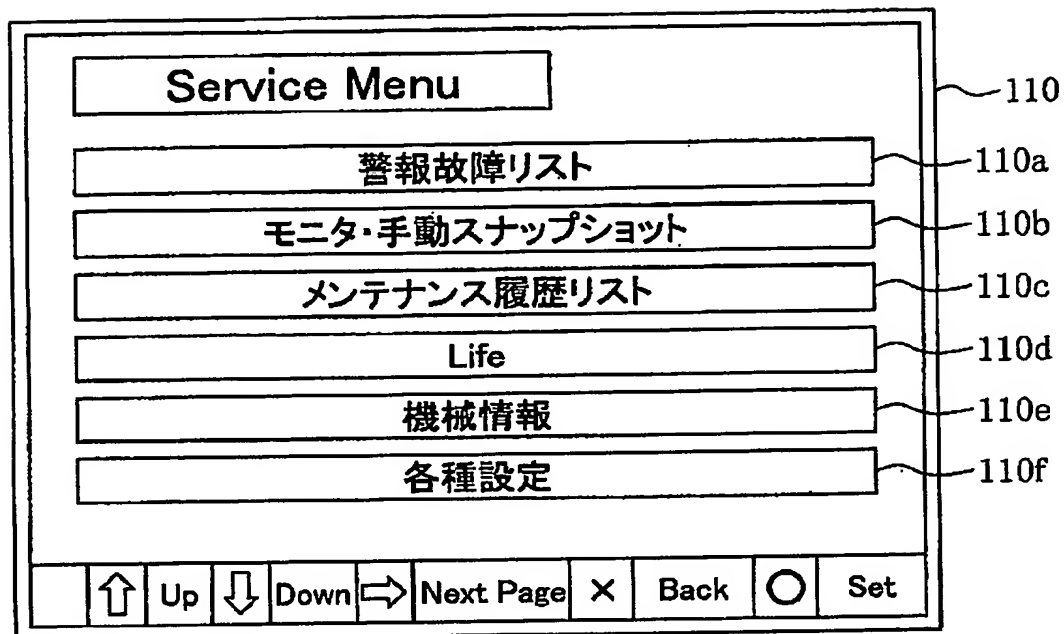 Service Menu
110
警報故障リスト
110a
モニタ・手動スナップショット
110b
メンテナンス履歴リスト
110c
Life
110d
機械情報
110e
各種設定
110f
⇧ Up ⇩ Down ⇨ Next Page × Back ○ Set